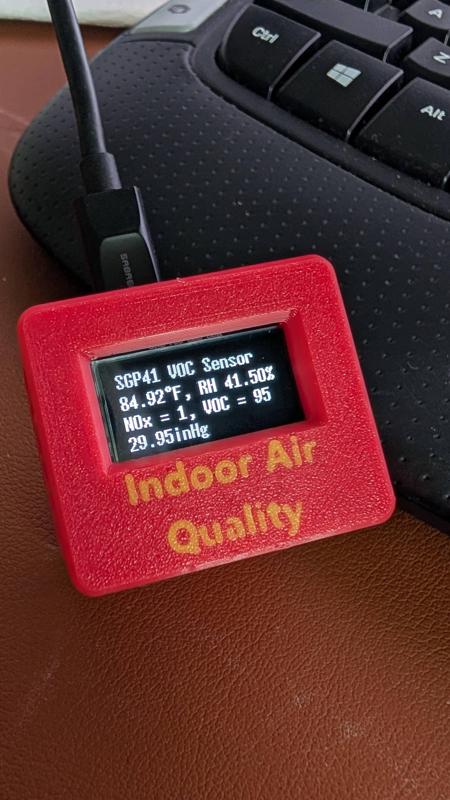 Ctrl
Alt
A
Z
SABRE
SGP41 VOC Sensor
84.92°F, RH 41.50%
NOx = 1, VOC = 95
29.95inHg
Indoor Air
Quality